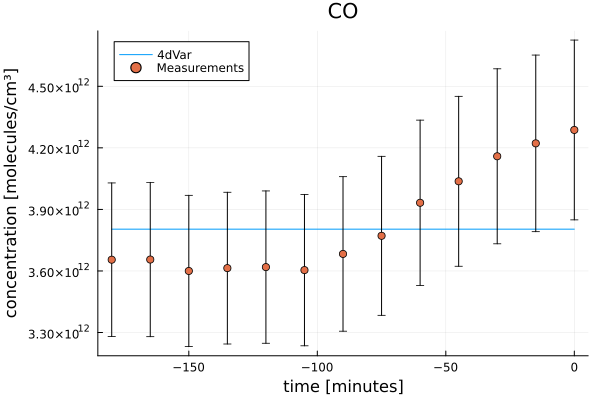 CO
4dVar
Measurements
concentration [molecules/cm³]
4.50×10¹²
4.20×10¹²
3.90×10¹²
3.60×10¹²
3.30×10¹²
−150
−100
−50
0
time [minutes]